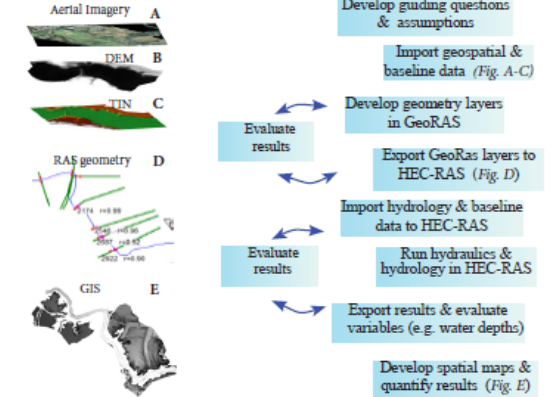 Aerial Imagery A
DEM B
TIN C
RAS geometry D
2174 r=0.99
GIS E
Develop guiding questions
& assumptions
Import geospatial &
baseline data (Fig. A-C)
Develop geometry layers
in GeoRAS
Evaluate
results
Export GeoRas layers to
HEC-RAS (Fig. D)
Import hydrology & baseline
data to HEC-RAS
Evaluate
results
Run hydraulics &
hydrology in HEC-RAS
Export results & evaluate
variables (e.g. water depths)
Develop spatial maps &
quantify results (Fig. E)